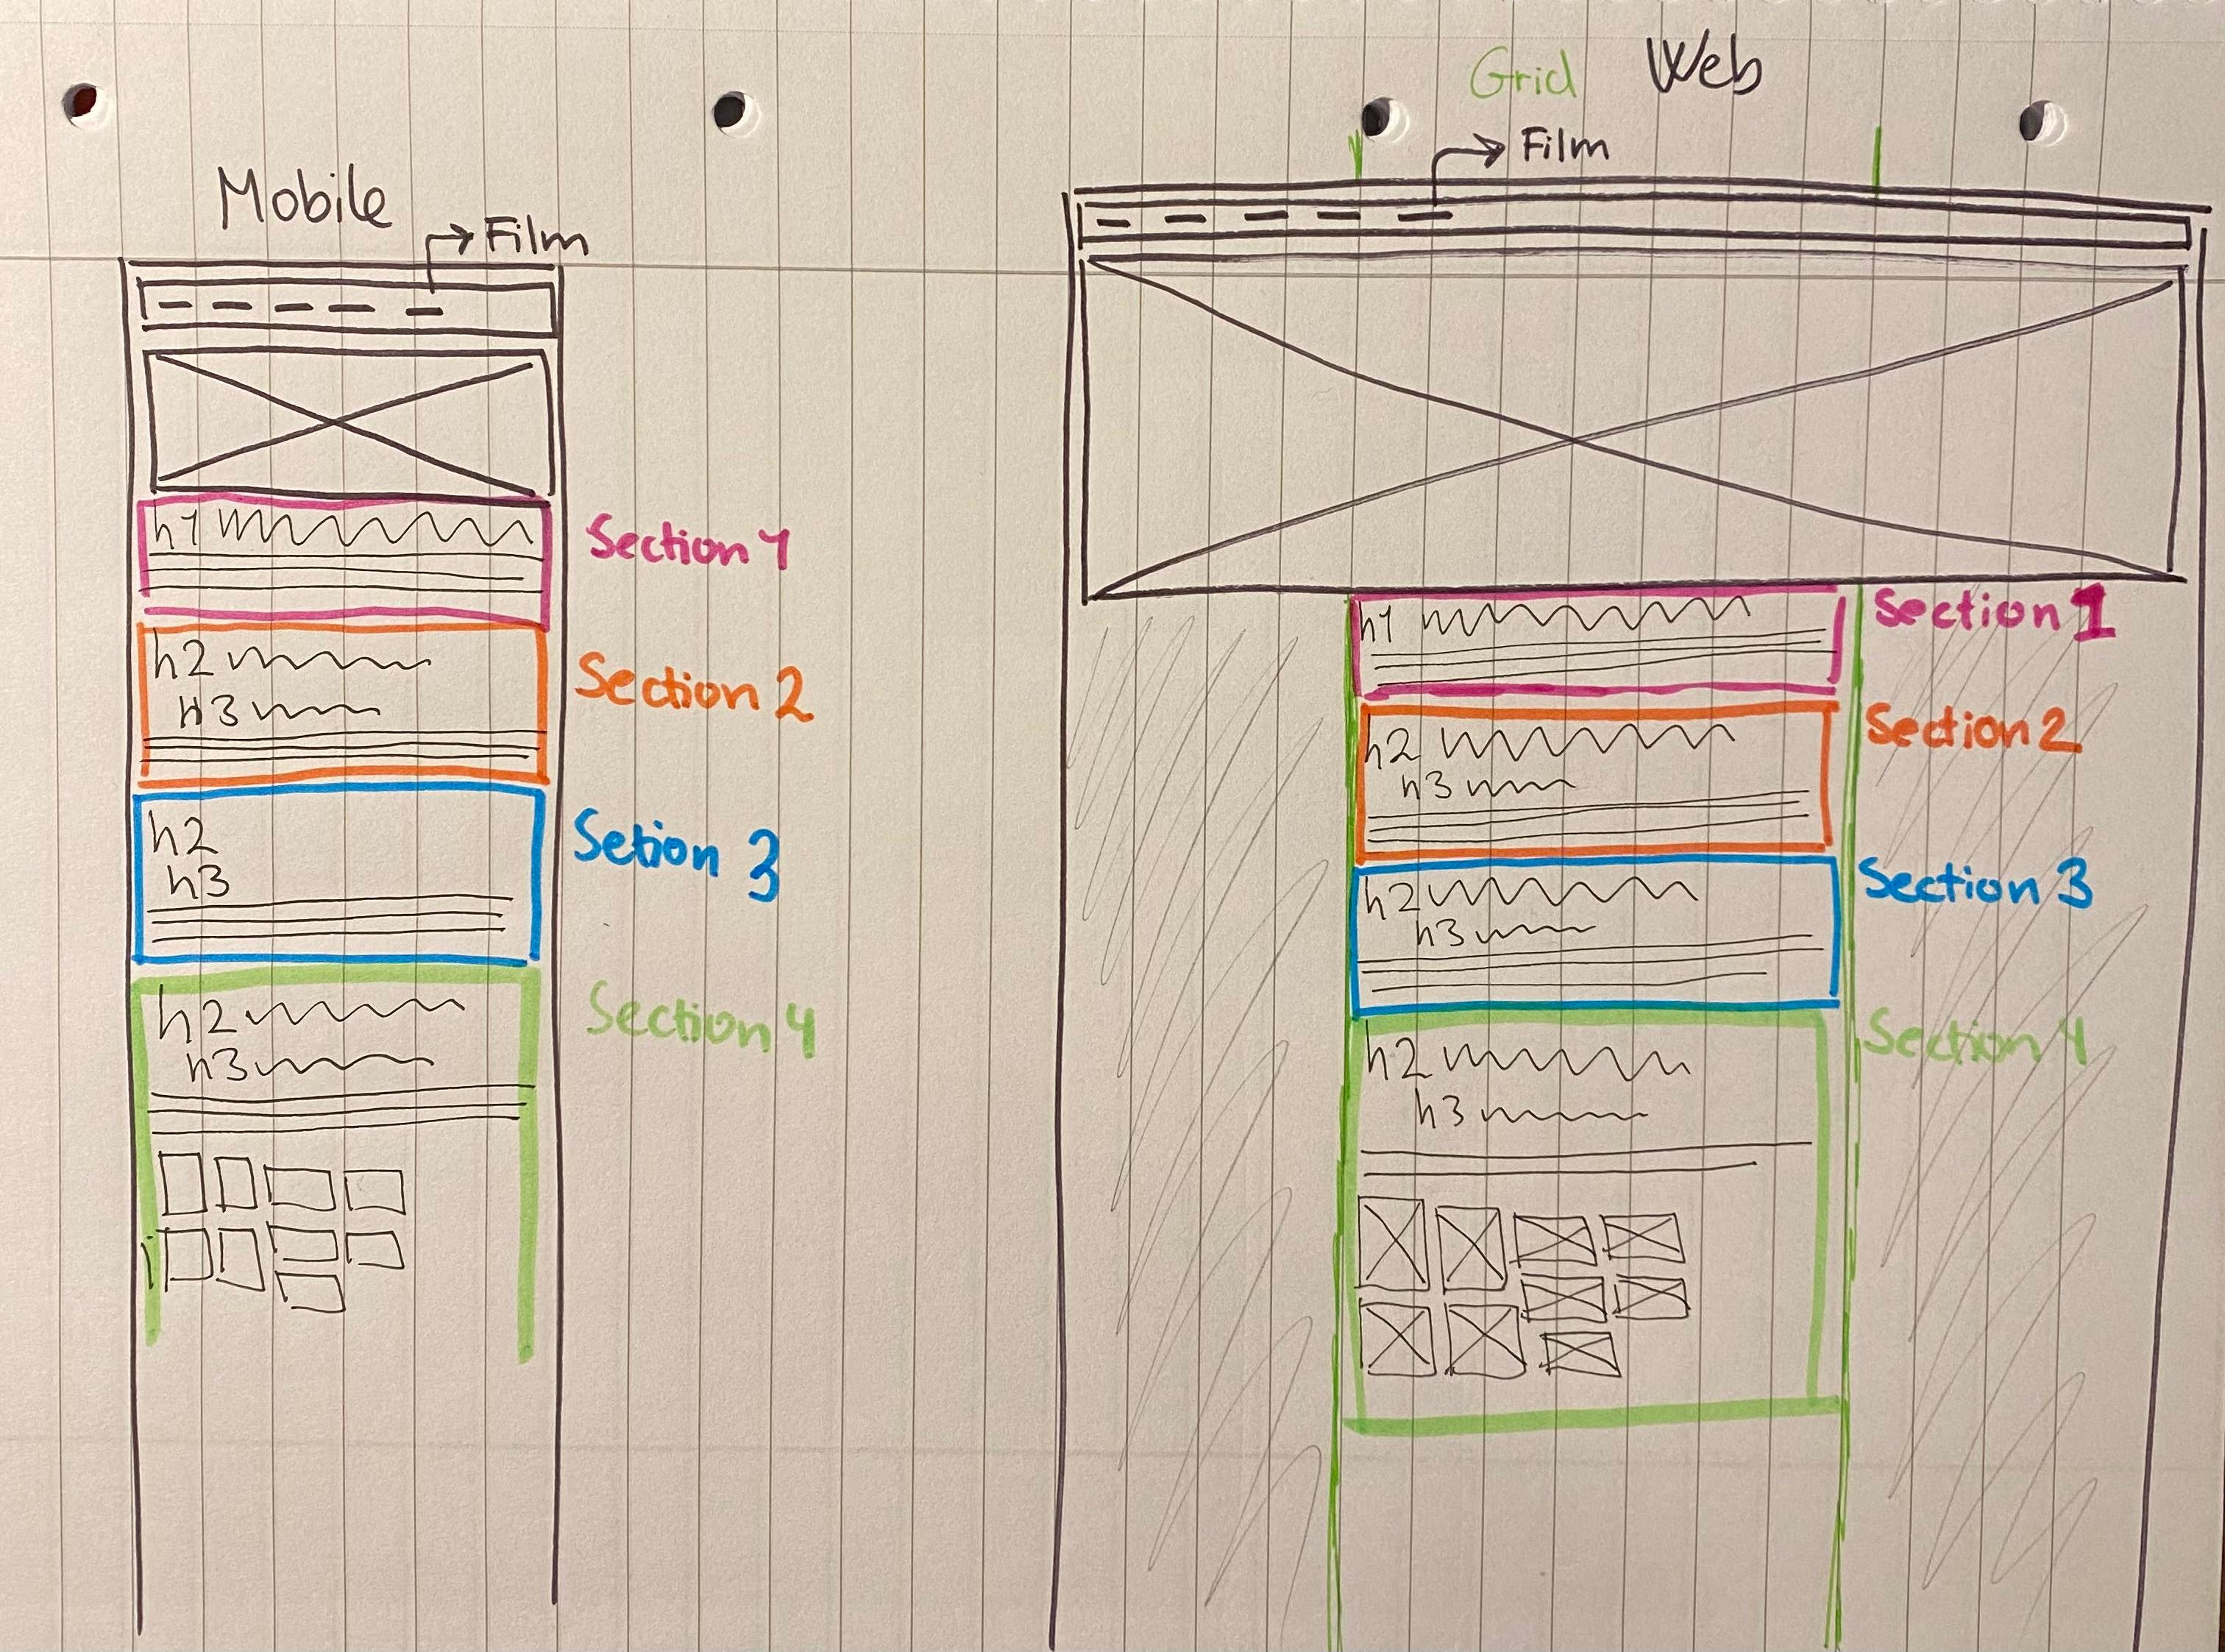 Mobile
Film
h1
Section 1
h2
H3
Section 2
h2
h3
Setion 3
h2
h3
Section 4
Grid Web
Film
h1
Section 1
h2
h3
Section 2
h2
h3
Section 3
h2
h3
Section 4